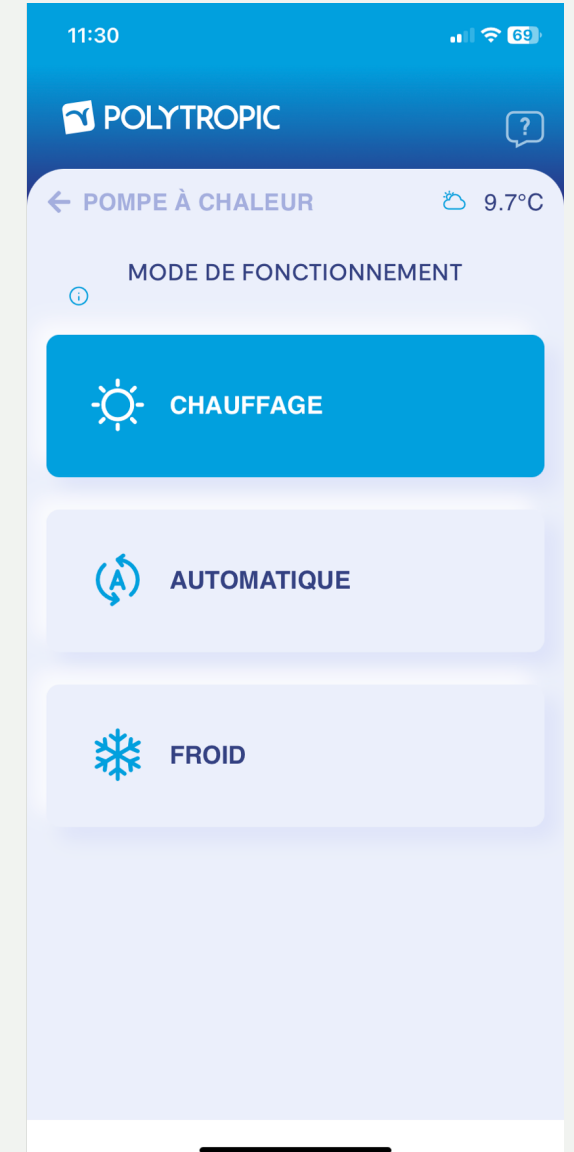 11:30
69
POLYTROPIC
?
POMPE À CHALEUR
9.7°C
MODE DE FONCTIONNEMENT
i
CHAUFFAGE
A
AUTOMATIQUE
FROID